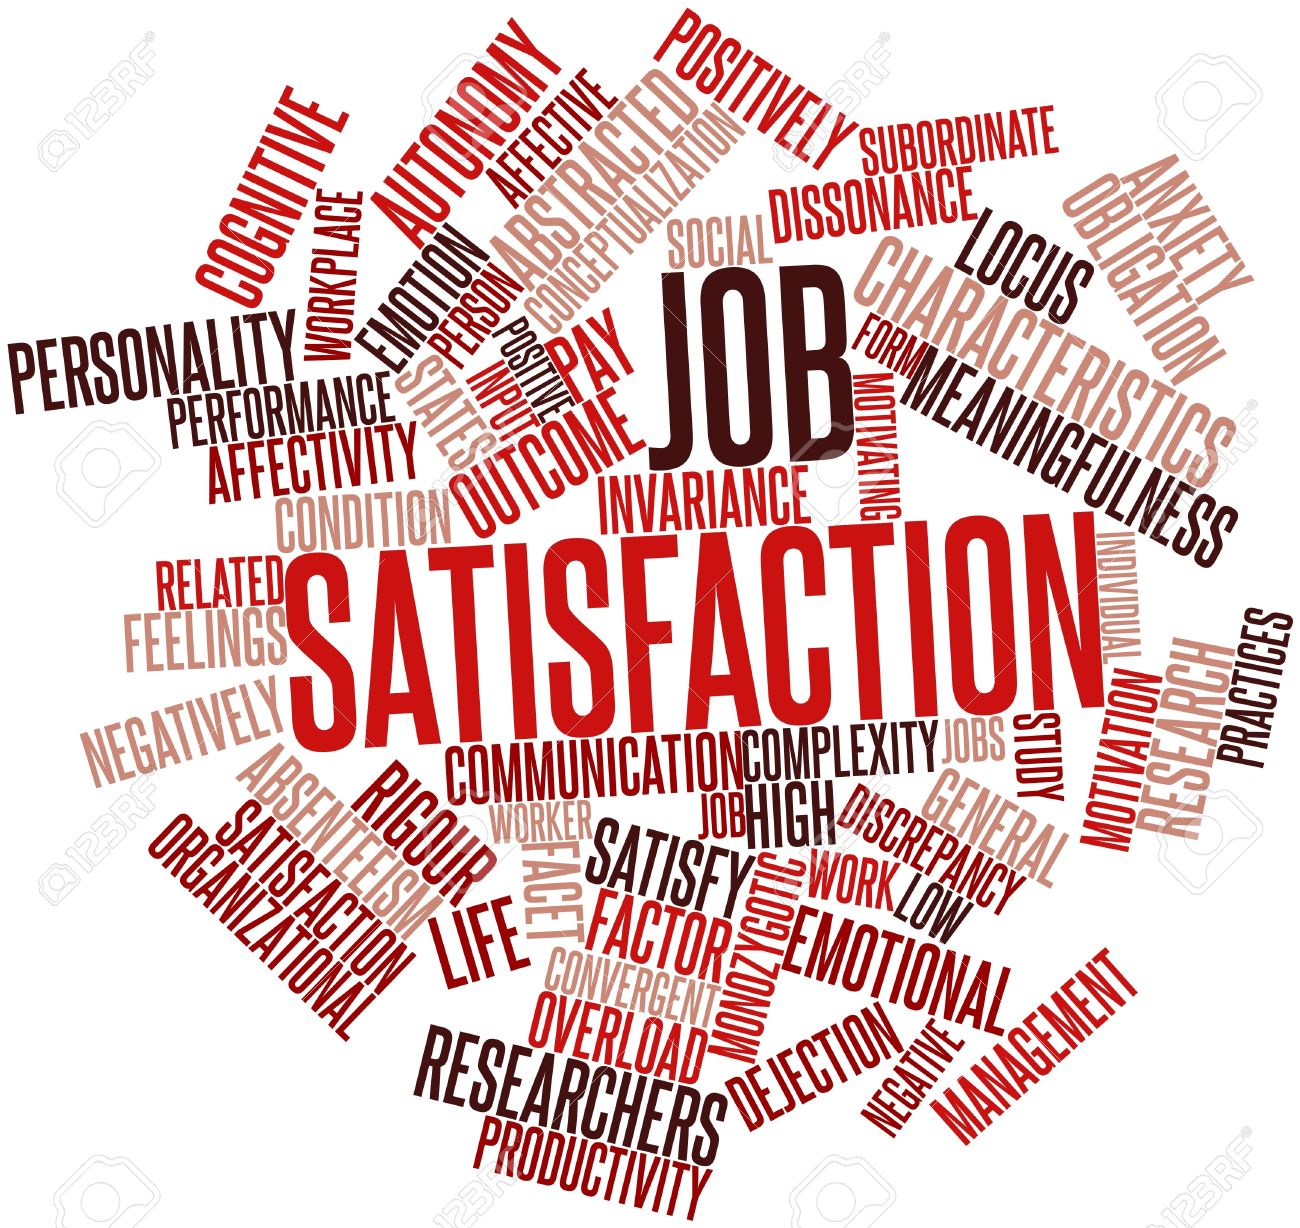 POSITIVELY
AUTONOMY
AFFECTIVE
ABSTRACTED
CONCEPTUALIZATION
COGNITIVE
WORKPLACE
SUBORDINATE
DISSONANCE
SOCIAL
ANXIETY
OBLIGATION
LOCUS
CHARACTERISTICS
FORM
MEANINGFULNESS
EMOTION
PERSON
POSITIVE
PAY
JOB
PERSONALITY
PERFORMANCE
AFFECTIVITY
STATES
INPUT
OUTCOME
MOTIVATING
INVARIANCE
CONDITION
SATISFACTION
RELATED
FEELINGS
INDIVIDUAL
NEGATIVELY
PRACTICES
RESEARCH
MOTIVATION
STUDY
JOBS
COMPLEXITY
COMMUNICATION
JOB
HIGH
WORKER
FACET
ABSENTEEISM
RIGOUR
SATISFACTION
ORGANIZATIONAL
GENERAL
DISCREPANCY
WORK
LOW
SATISFY
FACTOR
MONOZYGOTIC
EMOTIONAL
LIFE
CONVERGENT
OVERLOAD
RESEARCHERS
PRODUCTIVITY
DEJECTION
NEGATIVE
MANAGEMENT
123RF
123RF
123RF
123RF
123RF
123RF
123RF